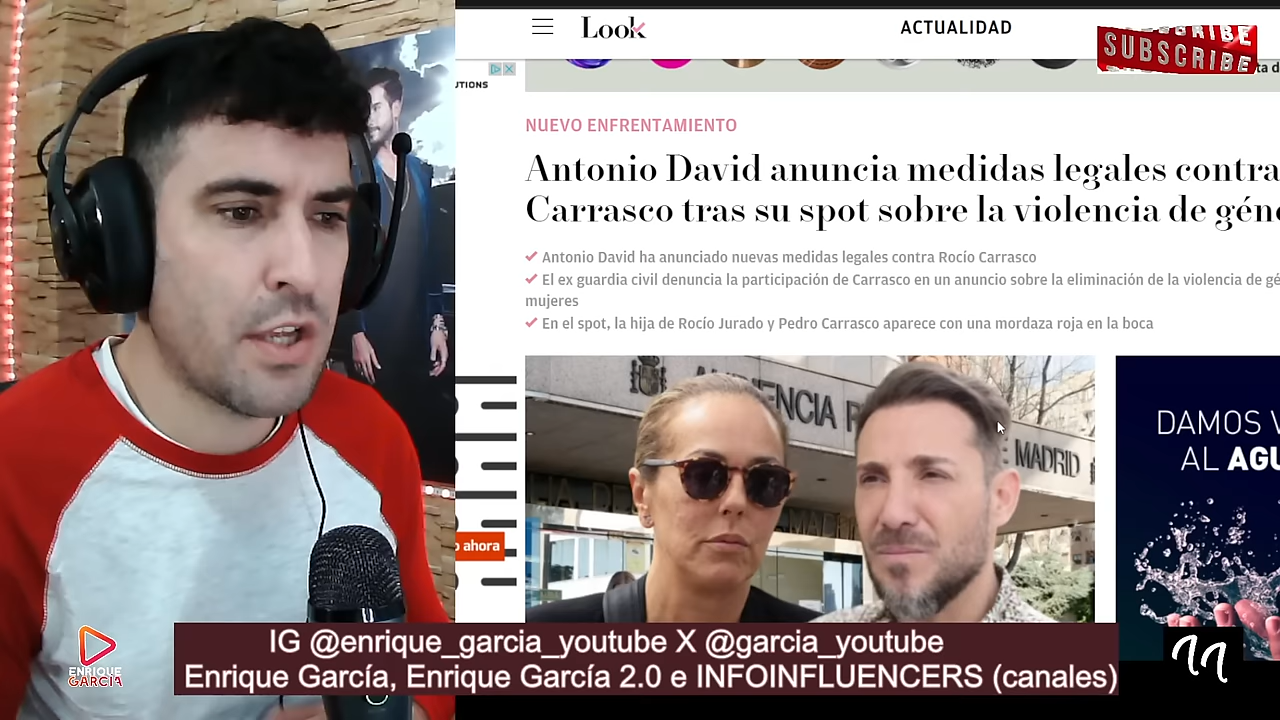 Look
ACTUALIDAD
SUBSCRIBE
SUBSCRIBE
UTIONS
NUEVO ENFRENTAMIENTO
Antonio David anuncia medidas legales contra
Carrasco tras su spot sobre la violencia de gén
Antonio David ha anunciado nuevas medidas legales contra Rocío Carrasco
El ex guardia civil denuncia la participación de Carrasco en un anuncio sobre la eliminación de la violencia de gé
mujeres
En el spot, la hija de Rocío Jurado y Pedro Carrasco aparece con una mordaza roja en la boca
AUDIENCIA
MADRID
DAMOS V
AL AGU
o ahora
IG @enrique_garcia_youtube X @garcia_youtube
Enrique García, Enrique García 2.0 e INFOINFLUENCERS (canales)
ENRIQUE
GARCÍA